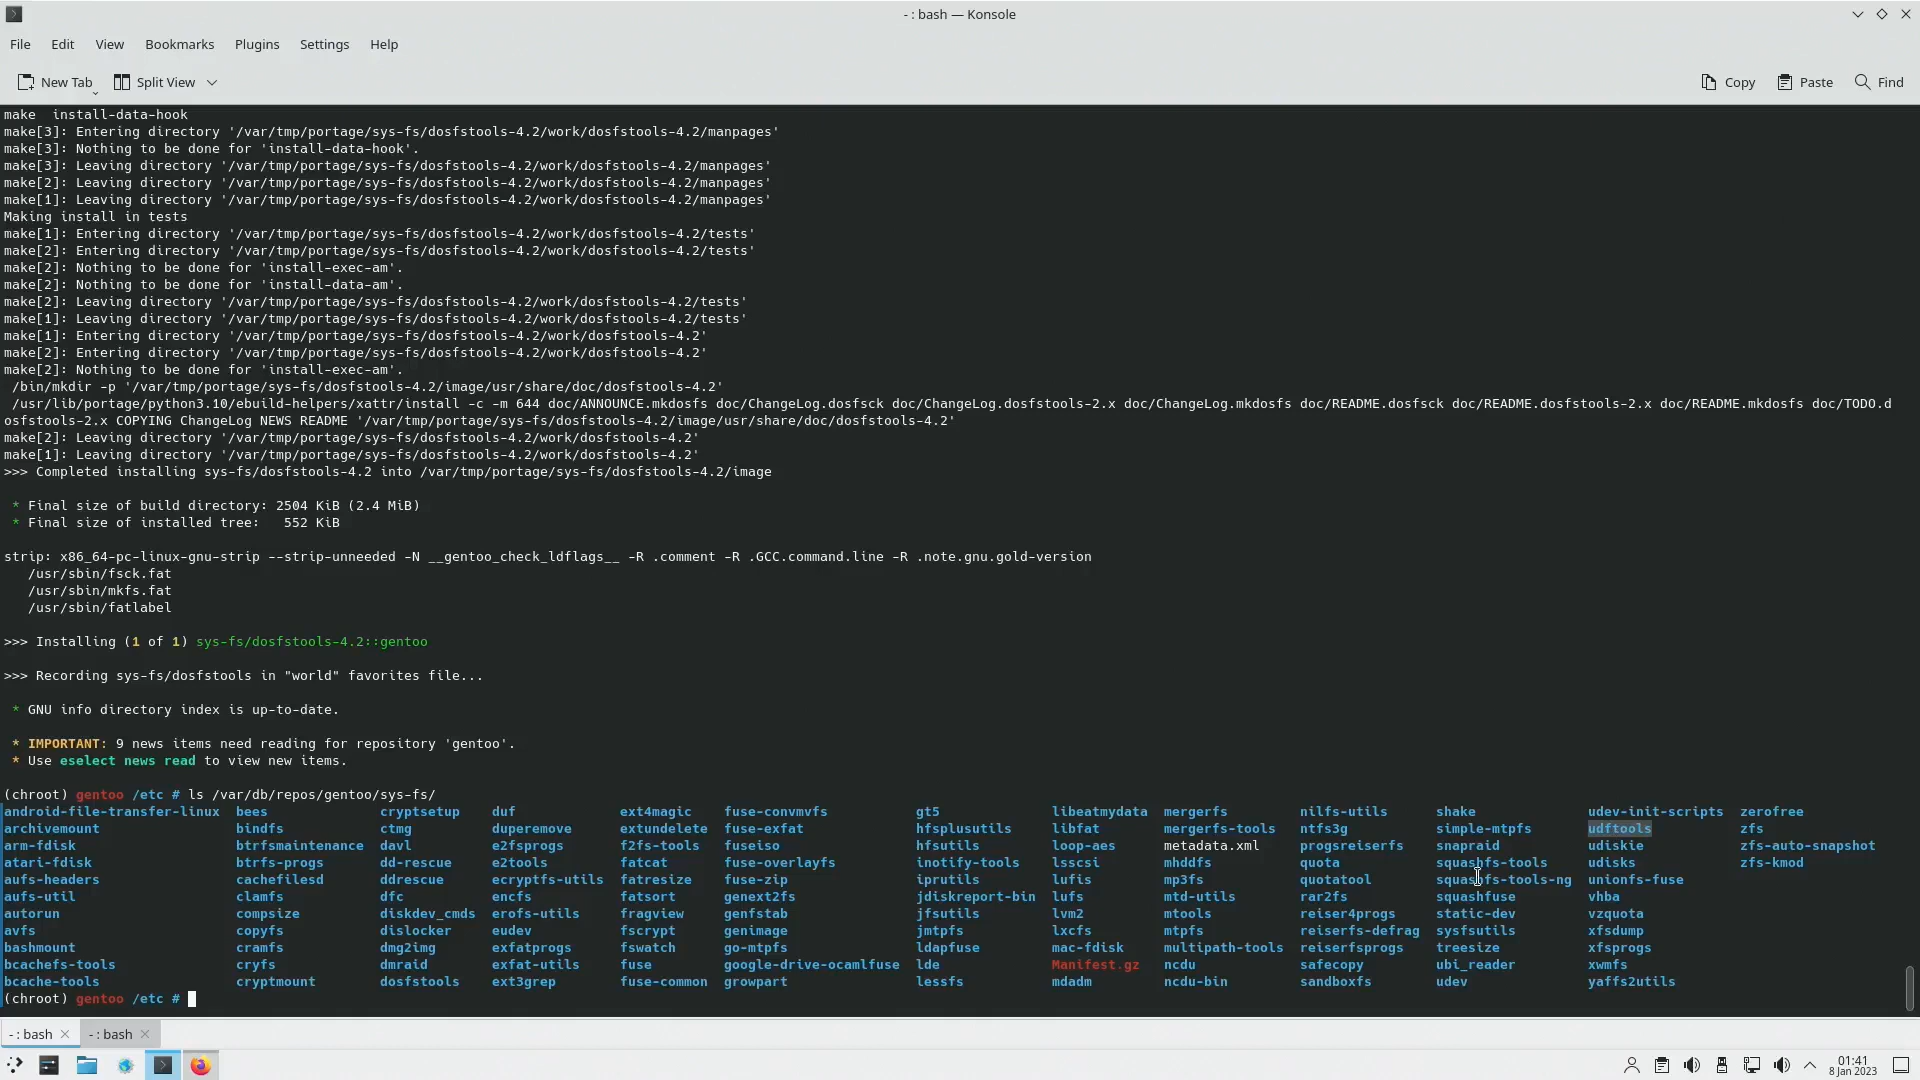 - : bash — Konsole
File Edit View Bookmarks Plugins Settings Help
New Tab Split View Copy Paste Find
make  install-data-hook
make[3]: Entering directory '/var/tmp/portage/sys-fs/dosfstools-4.2/work/dosfstools-4.2/manpages'
make[3]: Nothing to be done for 'install-data-hook'.
make[3]: Leaving directory '/var/tmp/portage/sys-fs/dosfstools-4.2/work/dosfstools-4.2/manpages'
make[2]: Leaving directory '/var/tmp/portage/sys-fs/dosfstools-4.2/work/dosfstools-4.2/manpages'
make[1]: Leaving directory '/var/tmp/portage/sys-fs/dosfstools-4.2/work/dosfstools-4.2/manpages'
Making install in tests
make[1]: Entering directory '/var/tmp/portage/sys-fs/dosfstools-4.2/work/dosfstools-4.2/tests'
make[2]: Entering directory '/var/tmp/portage/sys-fs/dosfstools-4.2/work/dosfstools-4.2/tests'
make[2]: Nothing to be done for 'install-exec-am'.
make[2]: Nothing to be done for 'install-data-am'.
make[2]: Leaving directory '/var/tmp/portage/sys-fs/dosfstools-4.2/work/dosfstools-4.2/tests'
make[1]: Leaving directory '/var/tmp/portage/sys-fs/dosfstools-4.2/work/dosfstools-4.2/tests'
make[1]: Entering directory '/var/tmp/portage/sys-fs/dosfstools-4.2/work/dosfstools-4.2'
make[2]: Entering directory '/var/tmp/portage/sys-fs/dosfstools-4.2/work/dosfstools-4.2'
make[2]: Nothing to be done for 'install-exec-am'.
/bin/mkdir -p '/var/tmp/portage/sys-fs/dosfstools-4.2/image/usr/share/doc/dosfstools-4.2'
/usr/lib/portage/python3.10/ebuild-helpers/xattr/install -c -m 644 doc/ANNOUNCE.mkdosfs doc/ChangeLog.dosfsck doc/ChangeLog.dosfstools-2.x doc/ChangeLog.mkdosfs doc/README.dosfsck doc/README.dosfstools-2.x doc/README.mkdosfs doc/TODO.d
osfstools-2.x COPYING ChangeLog NEWS README '/var/tmp/portage/sys-fs/dosfstools-4.2/image/usr/share/doc/dosfstools-4.2'
make[2]: Leaving directory '/var/tmp/portage/sys-fs/dosfstools-4.2/work/dosfstools-4.2'
make[1]: Leaving directory '/var/tmp/portage/sys-fs/dosfstools-4.2/work/dosfstools-4.2'
>>> Completed installing sys-fs/dosfstools-4.2 into /var/tmp/portage/sys-fs/dosfstools-4.2/image
* Final size of build directory: 2504 KiB (2.4 MiB)
* Final size of installed tree:   552 KiB
strip: x86_64-pc-linux-gnu-strip --strip-unneeded -N __gentoo_check_ldflags__ -R .comment -R .GCC.command.line -R .note.gnu.gold-version
/usr/sbin/fsck.fat
/usr/sbin/mkfs.fat
/usr/sbin/fatlabel
>>> Installing (1 of 1) sys-fs/dosfstools-4.2::gentoo
>>> Recording sys-fs/dosfstools in "world" favorites file...
* GNU info directory index is up-to-date.
* IMPORTANT: 9 news items need reading for repository 'gentoo'.
* Use eselect news read to view new items.
(chroot) gentoo /etc # ls /var/db/repos/gentoo/sys-fs/
android-file-transfer-linux bees cryptsetup duf ext4magic fuse-convmvfs gt5 libeatmydata mergerfs nilfs-utils shake udev-init-scripts zerofree
archivemount bindfs ctmg duperemove extundelete fuse-exfat hfsplusutils libfat mergerfs-tools ntfs3g simple-mtpfs udftools zfs
arm-fdisk btrfsmaintenance davl e2fsprogs f2fs-tools fuseiso hfsutils loop-aes metadata.xml progsreiserfs snapraid udiskie zfs-auto-snapshot
atari-fdisk btrfs-progs dd-rescue e2tools fatcat fuse-overlayfs inotify-tools lsscsi mhddfs quota squashfs-tools udisks zfs-kmod
aufs-headers cachefilesd ddrescue ecryptfs-utils fatresize fuse-zip iprutils lufis mp3fs quotatool squashfs-tools-ng unionfs-fuse
aufs-util clamfs dfc encfs fatsort genext2fs jdiskreport-bin lufs mtd-utils rar2fs squashfuse vhba
autorun compsize diskdev_cmds erofs-utils fragview genfstab jfsutils lvm2 mtools reiser4progs static-dev vzquota
avfs copyfs dislocker eudev fscrypt genimage jmtpfs lxcfs mtpfs reiserfs-defrag sysfsutils xfsdump
bashmount cramfs dmg2img exfatprogs fswatch go-mtpfs ldapfuse mac-fdisk multipath-tools reiserfsprogs treesize xfsprogs
bcachefs-tools cryfs dmraid exfat-utils fuse google-drive-ocamlfuse lde Manifest.gz ncdu safecopy ubi_reader xwmfs
bcache-tools cryptmount dosfstools ext3grep fuse-common growpart lessfs mdadm ncdu-bin sandboxfs udev yaffs2utils
(chroot) gentoo /etc #
- : bash - : bash
01:41
8 Jan 2023